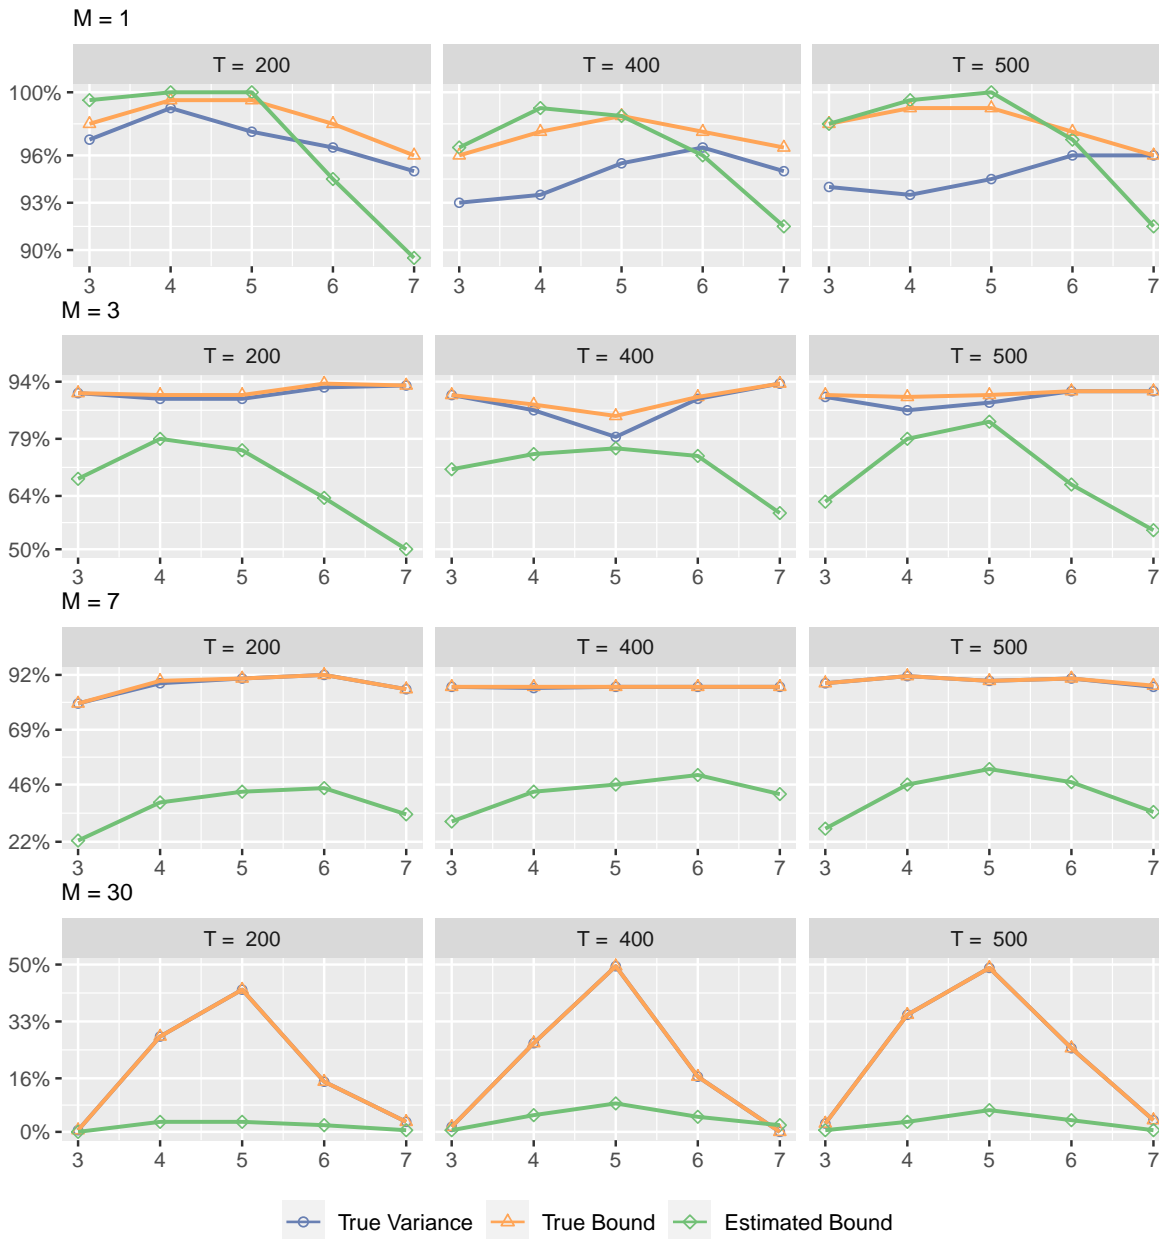 M = 1
T = 200 T = 400 T = 500
100%
96%
93%
90%
3 4 5 6 7 3 4 5 6 7 3 4 5 6 7
M = 3
T = 200 T = 400 T = 500
94%
79%
64%
50%
3 4 5 6 7 3 4 5 6 7 3 4 5 6 7
M = 7
T = 200 T = 400 T = 500
92%
69%
46%
22%
3 4 5 6 7 3 4 5 6 7 3 4 5 6 7
M = 30
T = 200 T = 400 T = 500
50%
33%
16%
0%
3 4 5 6 7 3 4 5 6 7 3 4 5 6 7
True Variance True Bound Estimated Bound